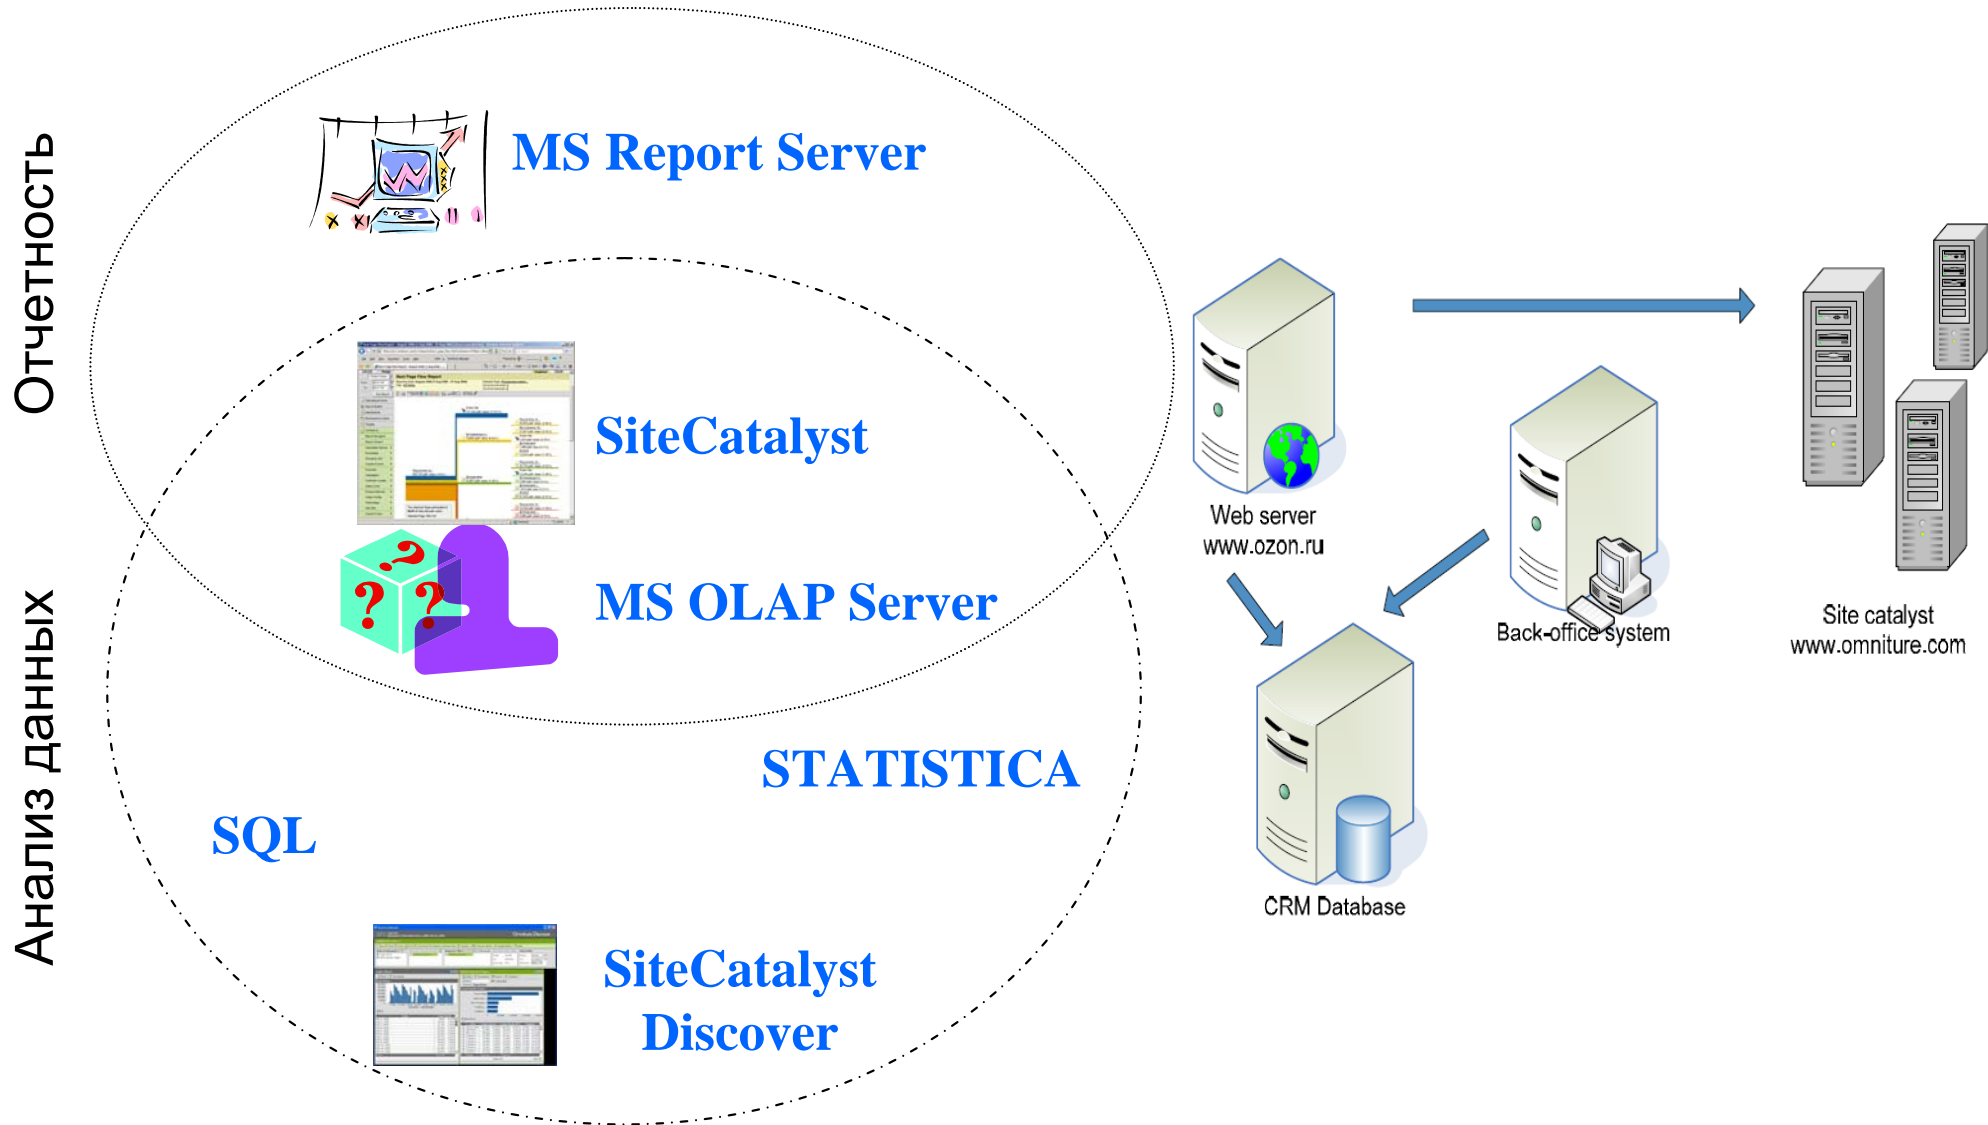 Отчетность
Анализ данных
MS Report Server
SiteCatalyst
MS OLAP Server
STATISTICA
SQL
SiteCatalyst
Discover
Web server
www.ozon.ru
Back-office system
Site catalyst
www.omniture.com
CRM Database
? ? ?